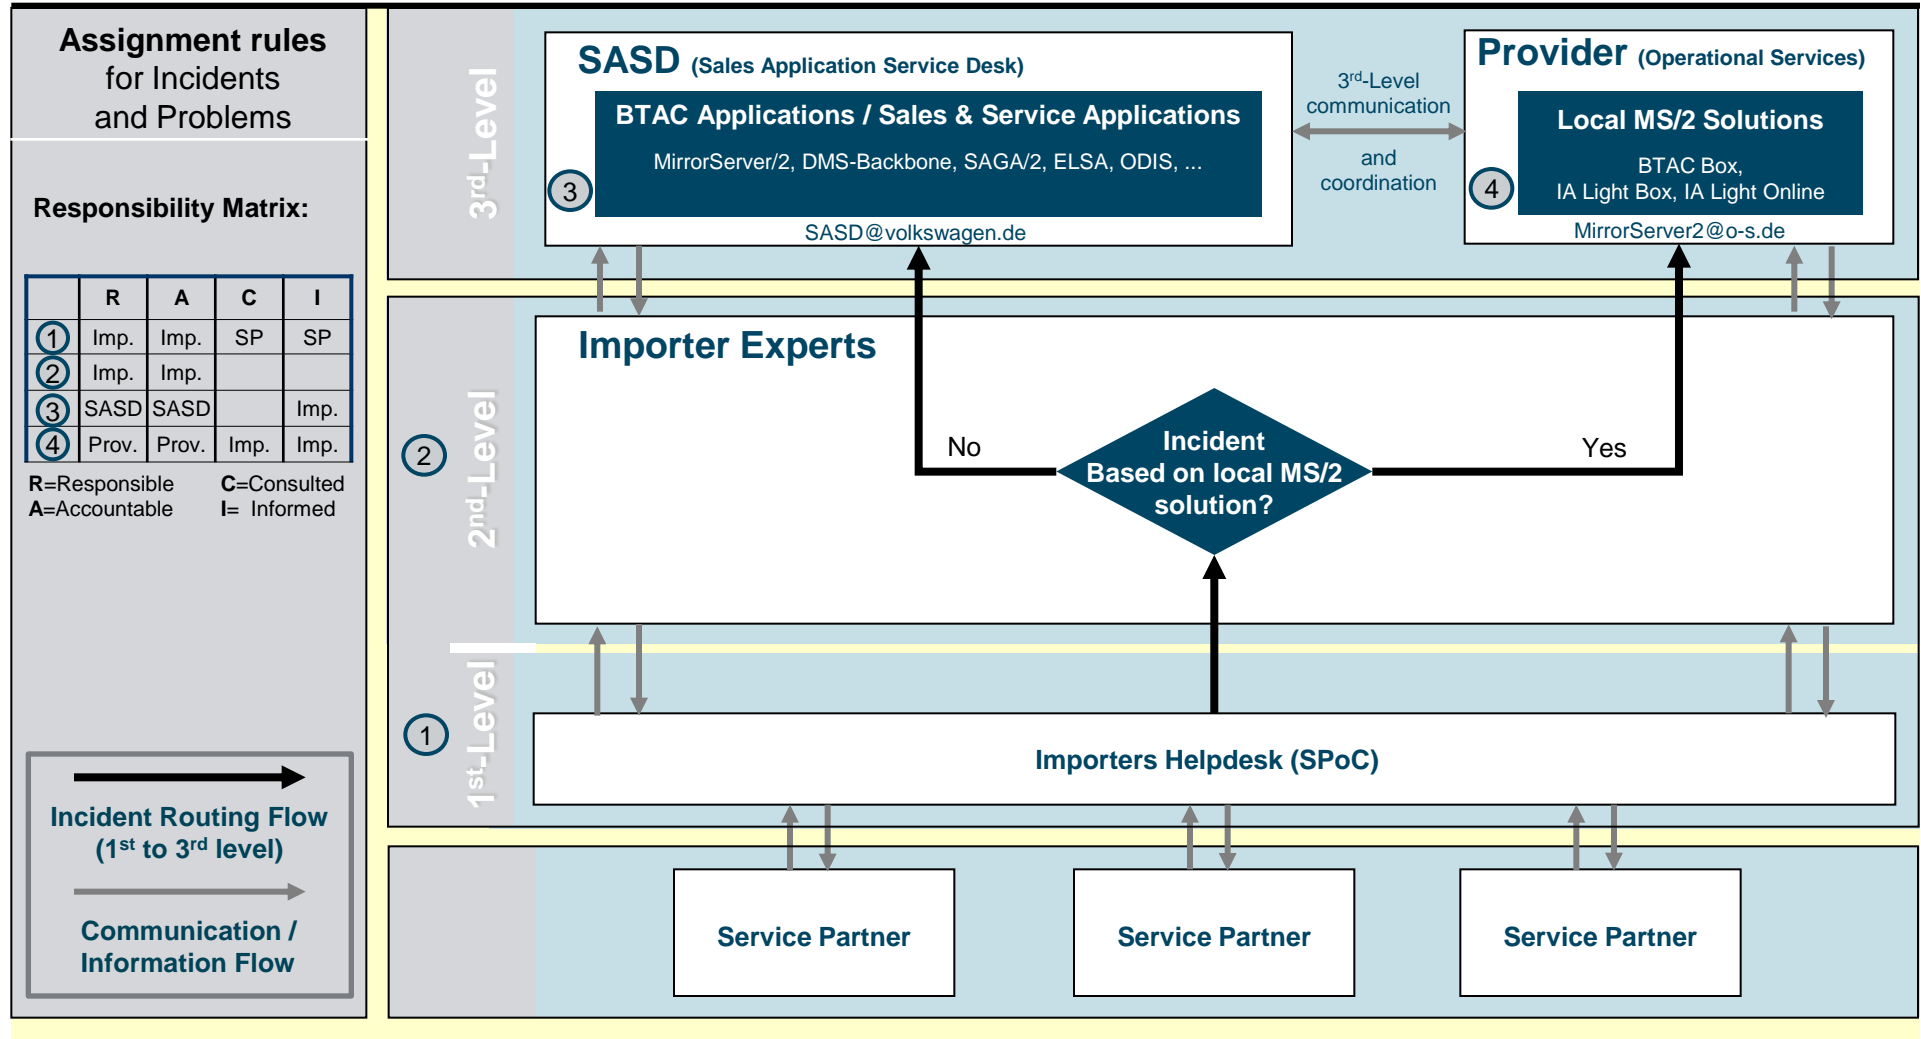 Assignment rules
for Incidents
and Problems
Responsibility Matrix:
R A C I
1 Imp. Imp. SP SP
2 Imp. Imp.
3 SASD SASD Imp.
4 Prov. Prov. Imp. Imp.
R=Responsible C=Consulted
A=Accountable I= Informed
Incident Routing Flow
(1st to 3rd level)
Communication /
Information Flow
3rd-Level
SASD (Sales Application Service Desk)
BTAC Applications / Sales & Service Applications
MirrorServer/2, DMS-Backbone, SAGA/2, ELSA, ODIS, ...
3
SASD@volkswagen.de
3rd-Level
communication
and
coordination
Provider (Operational Services)
Local MS/2 Solutions
BTAC Box,
IA Light Box, IA Light Online
4
MirrorServer2@o-s.de
2nd-Level
2
Importer Experts
No
Incident
Based on local MS/2
solution?
Yes
1st-Level
1
Importers Helpdesk (SPoC)
Service Partner
Service Partner
Service Partner